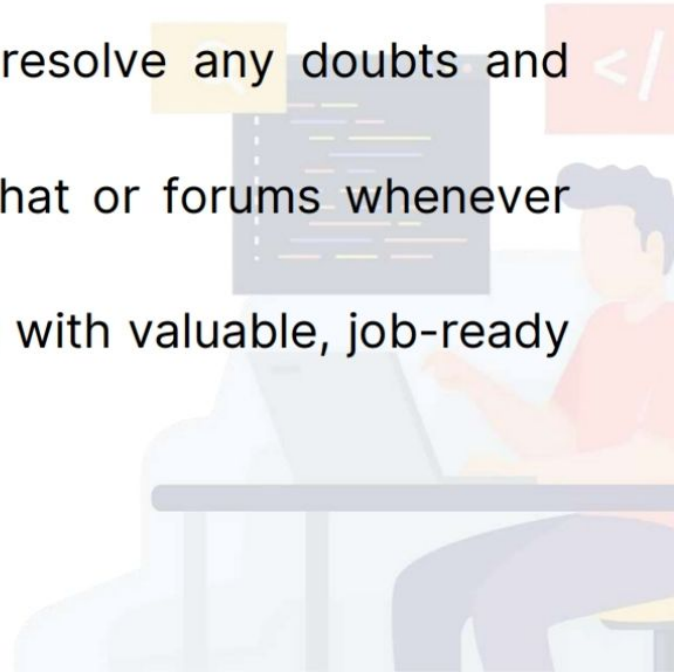 resolve any doubts and
</
hat or forums whenever
with valuable, job-ready